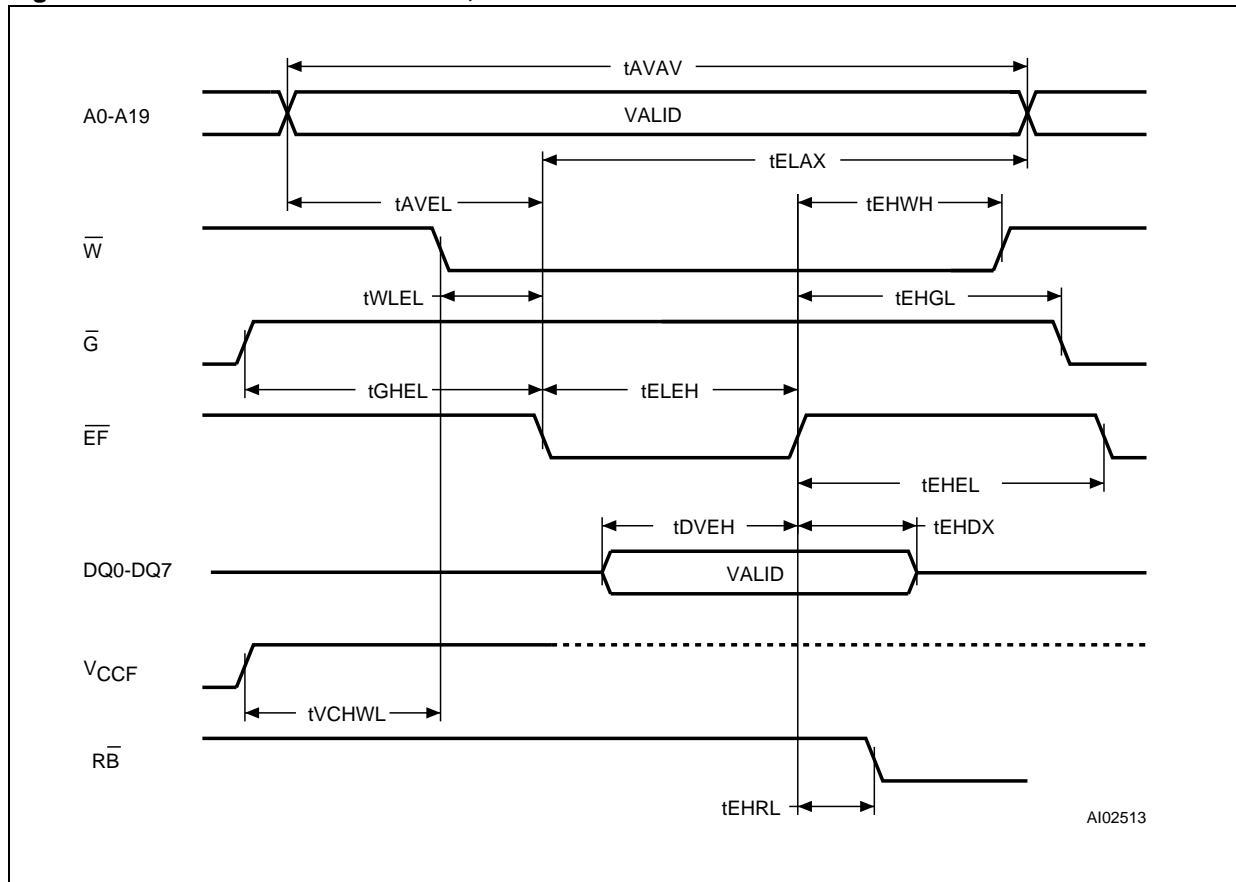 tAVAV
A0-A19
VALID
tELAX
tAVEL
tEHWH
W̅
tWLEL
tEHGL
G̅
tGHEL
tELEH
E̅F̅
tEHEL
tDVEH
tEHDX
DQ0-DQ7
VALID
VCCF
tVCHWL
RB̅
tEHRL
AI02513